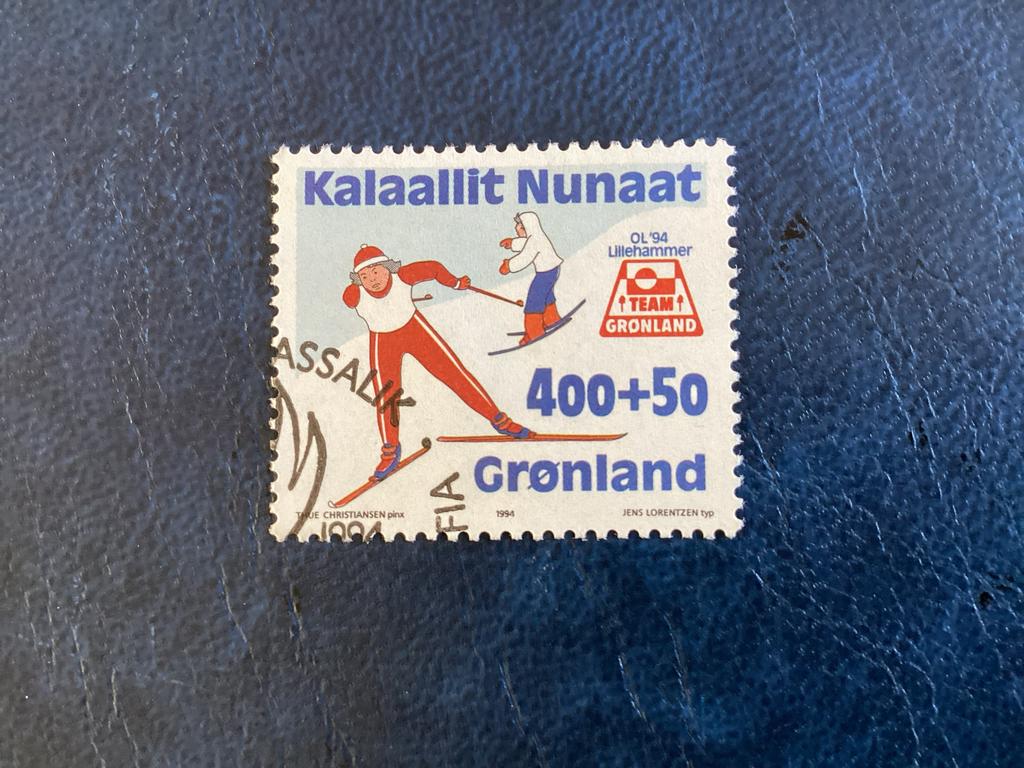 Kalaallit Nunaat
OL '94
Lillehammer
TEAM
GRØNLAND
400+50
Grønland
THUE CHRISTIANSEN pinx
1994
JENS LORENTZEN typ
ASSALIK
1994
FIA